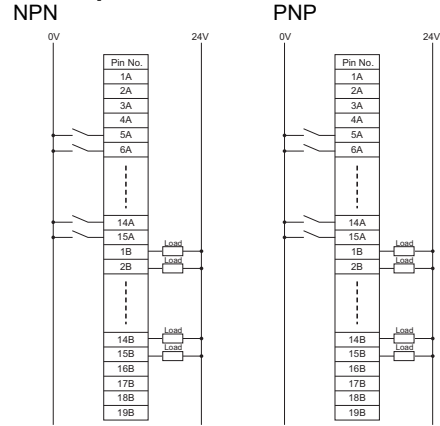 NPN
0V 24V
Pin No.
1A
2A
3A
4A
5A
6A
14A
15A
1B Load
2B Load
14B Load
15B Load
16B
17B
18B
19B
PNP
0V 24V
Pin No.
1A
2A
3A
4A
5A
6A
14A
15A
1B Load
2B Load
14B Load
15B Load
16B
17B
18B
19B